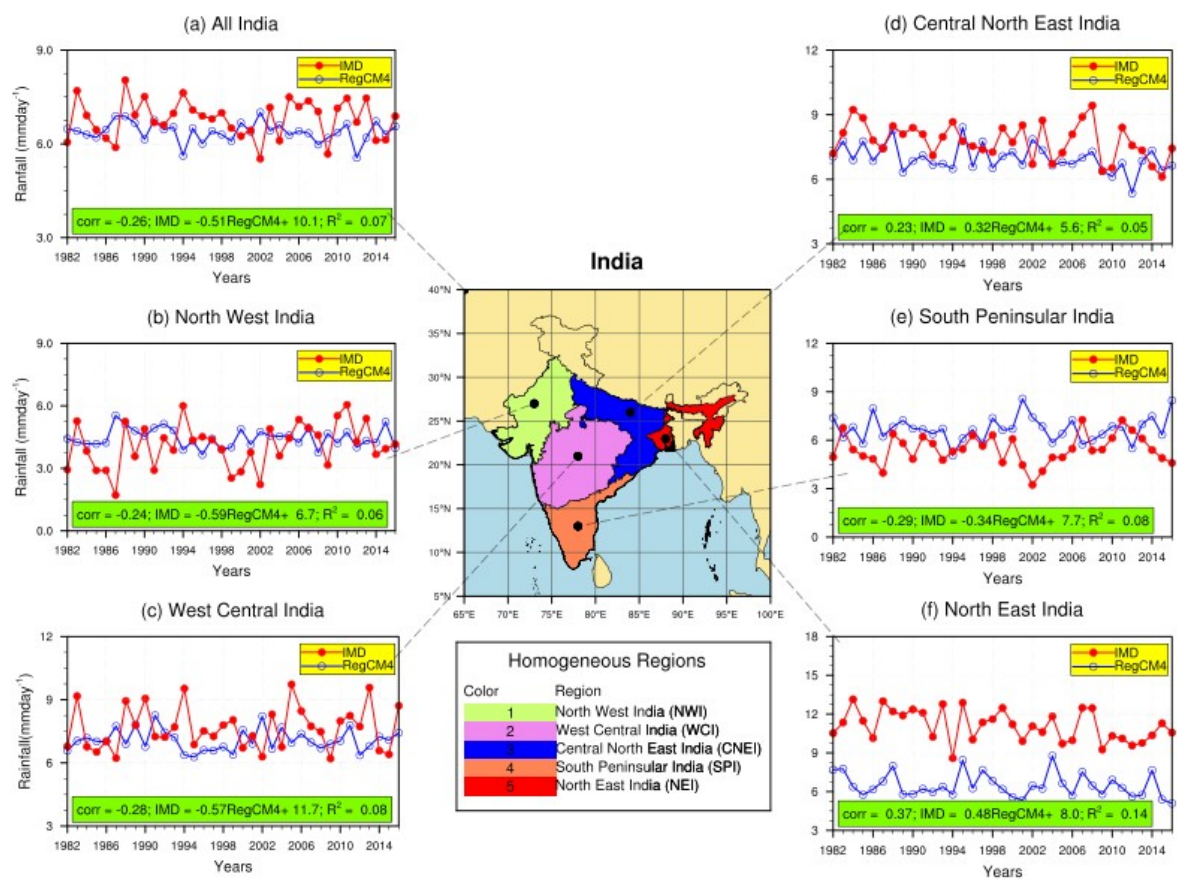 (a) All India
Ranfall (mmday⁻¹)
9.0
6.0
3.0
IMD
RegCM4
corr = -0.26; IMD = -0.51RegCM4+ 10.1; R² = 0.07
1982 1986 1990 1994 1998 2002 2006 2010 2014
Years
(b) North West India
Rainfall (mmday⁻¹)
9.0
6.0
3.0
0.0
IMD
RegCM4
corr = -0.24; IMD = -0.59RegCM4+ 6.7; R² = 0.06
1982 1986 1990 1994 1998 2002 2006 2010 2014
Years
(c) West Central India
Rainfall(mmday⁻¹)
12
9
6
3
IMD
RegCM4
corr = -0.28; IMD = -0.57RegCM4+ 11.7; R² = 0.08
1982 1986 1990 1994 1998 2002 2006 2010 2014
Years
India
40°N
35°N
30°N
25°N
20°N
15°N
10°N
5°N
65°E 70°E 75°E 80°E 85°E 90°E 95°E 100°E
Homogeneous Regions
Color Region
1 North West India (NWI)
2 West Central India (WCI)
3 Central North East India (CNEI)
4 South Peninsular India (SPI)
5 North East India (NEI)
(d) Central North East India
12
9
6
3
IMD
RegCM4
corr = 0.23; IMD = 0.32RegCM4+ 5.6; R² = 0.05
1982 1986 1990 1994 1998 2002 2006 2010 2014
Years
(e) South Peninsular India
12
9
6
3
0
IMD
RegCM4
corr = -0.29; IMD = -0.34RegCM4+ 7.7; R² = 0.08
1982 1986 1990 1994 1998 2002 2006 2010 2014
Years
(f) North East India
18
15
12
9
6
3
IMD
RegCM4
corr = 0.37; IMD = 0.48RegCM4+ 8.0; R² = 0.14
1982 1986 1990 1994 1998 2002 2006 2010 2014
Years